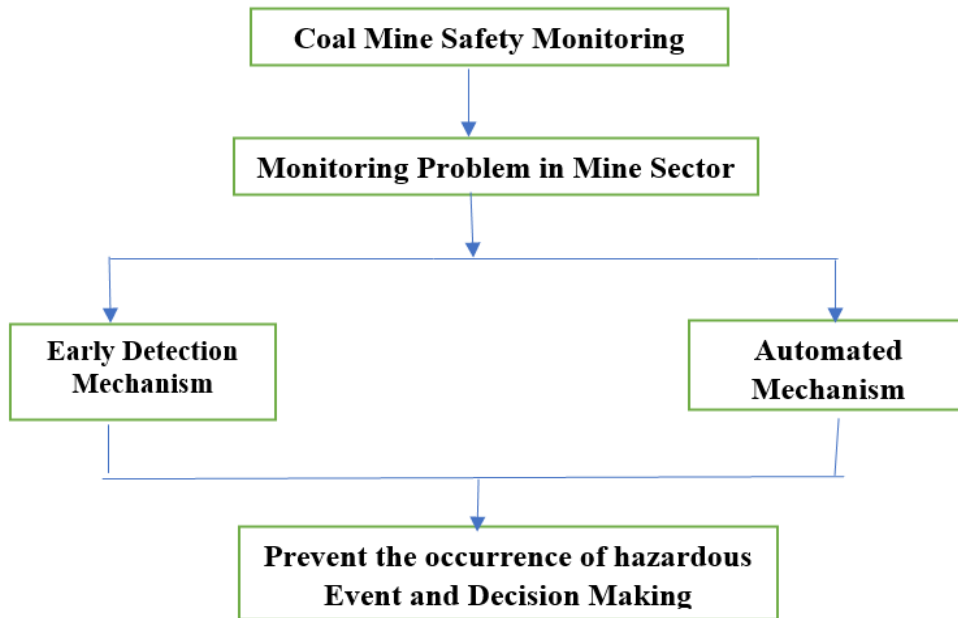 Coal Mine Safety Monitoring
Monitoring Problem in Mine Sector
Early Detection
Mechanism
Automated
Mechanism
Prevent the occurrence of hazardous
Event and Decision Making